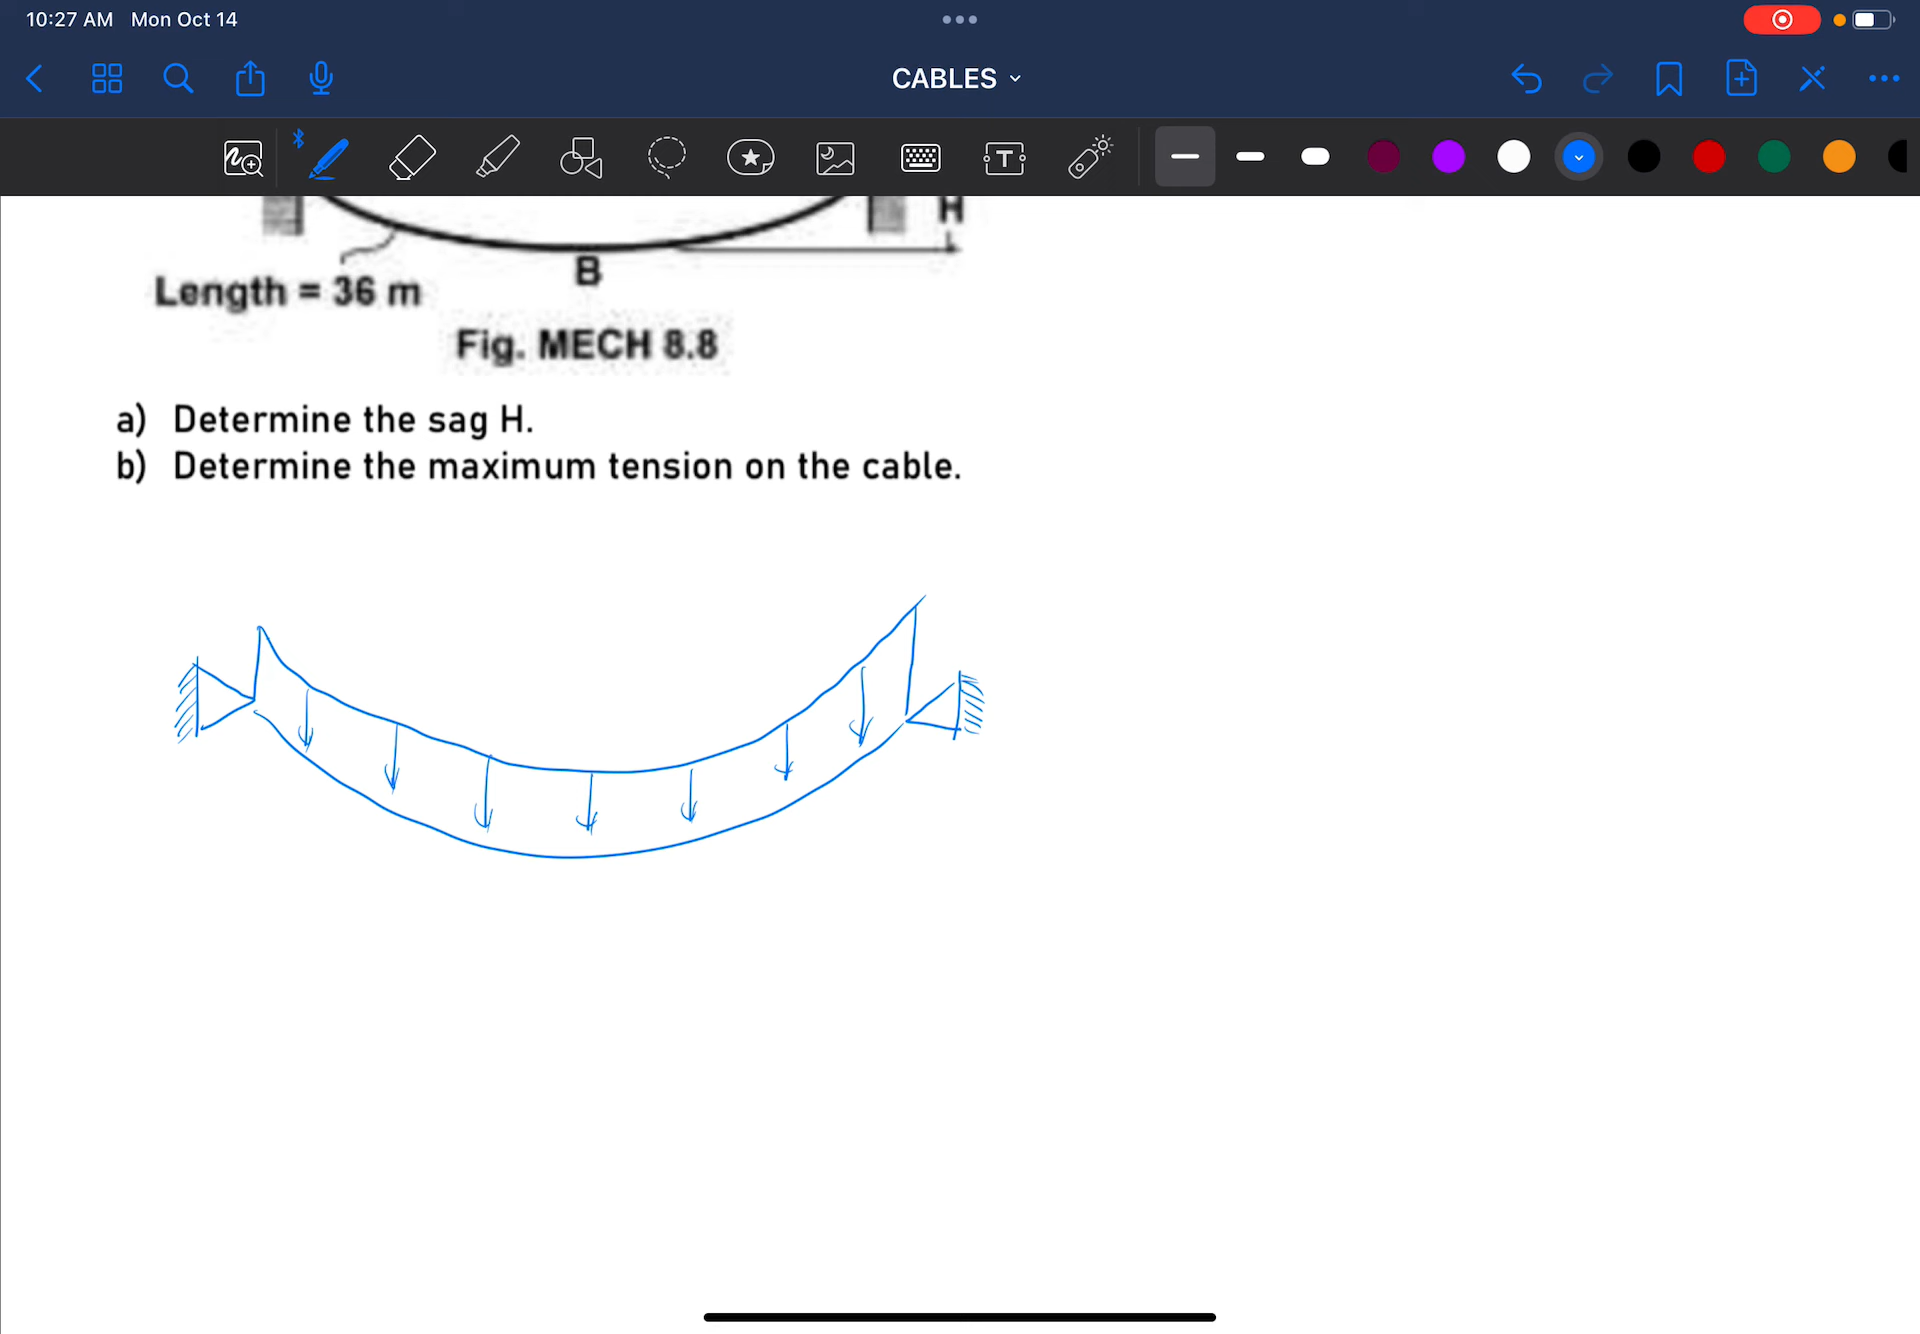 10:27 AM Mon Oct 14
CABLES
H
B
Length = 36 m
Fig. MECH 8.8
a) Determine the sag H.
b) Determine the maximum tension on the cable.